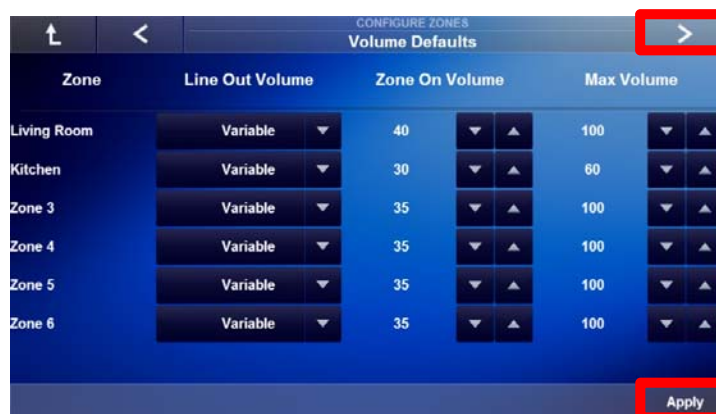 CONFIGURE ZONES
Volume Defaults
Zone Line Out Volume Zone On Volume Max Volume
Living Room Variable 40 100
Kitchen Variable 30 60
Zone 3 Variable 35 100
Zone 4 Variable 35 100
Zone 5 Variable 35 100
Zone 6 Variable 35 100
Apply